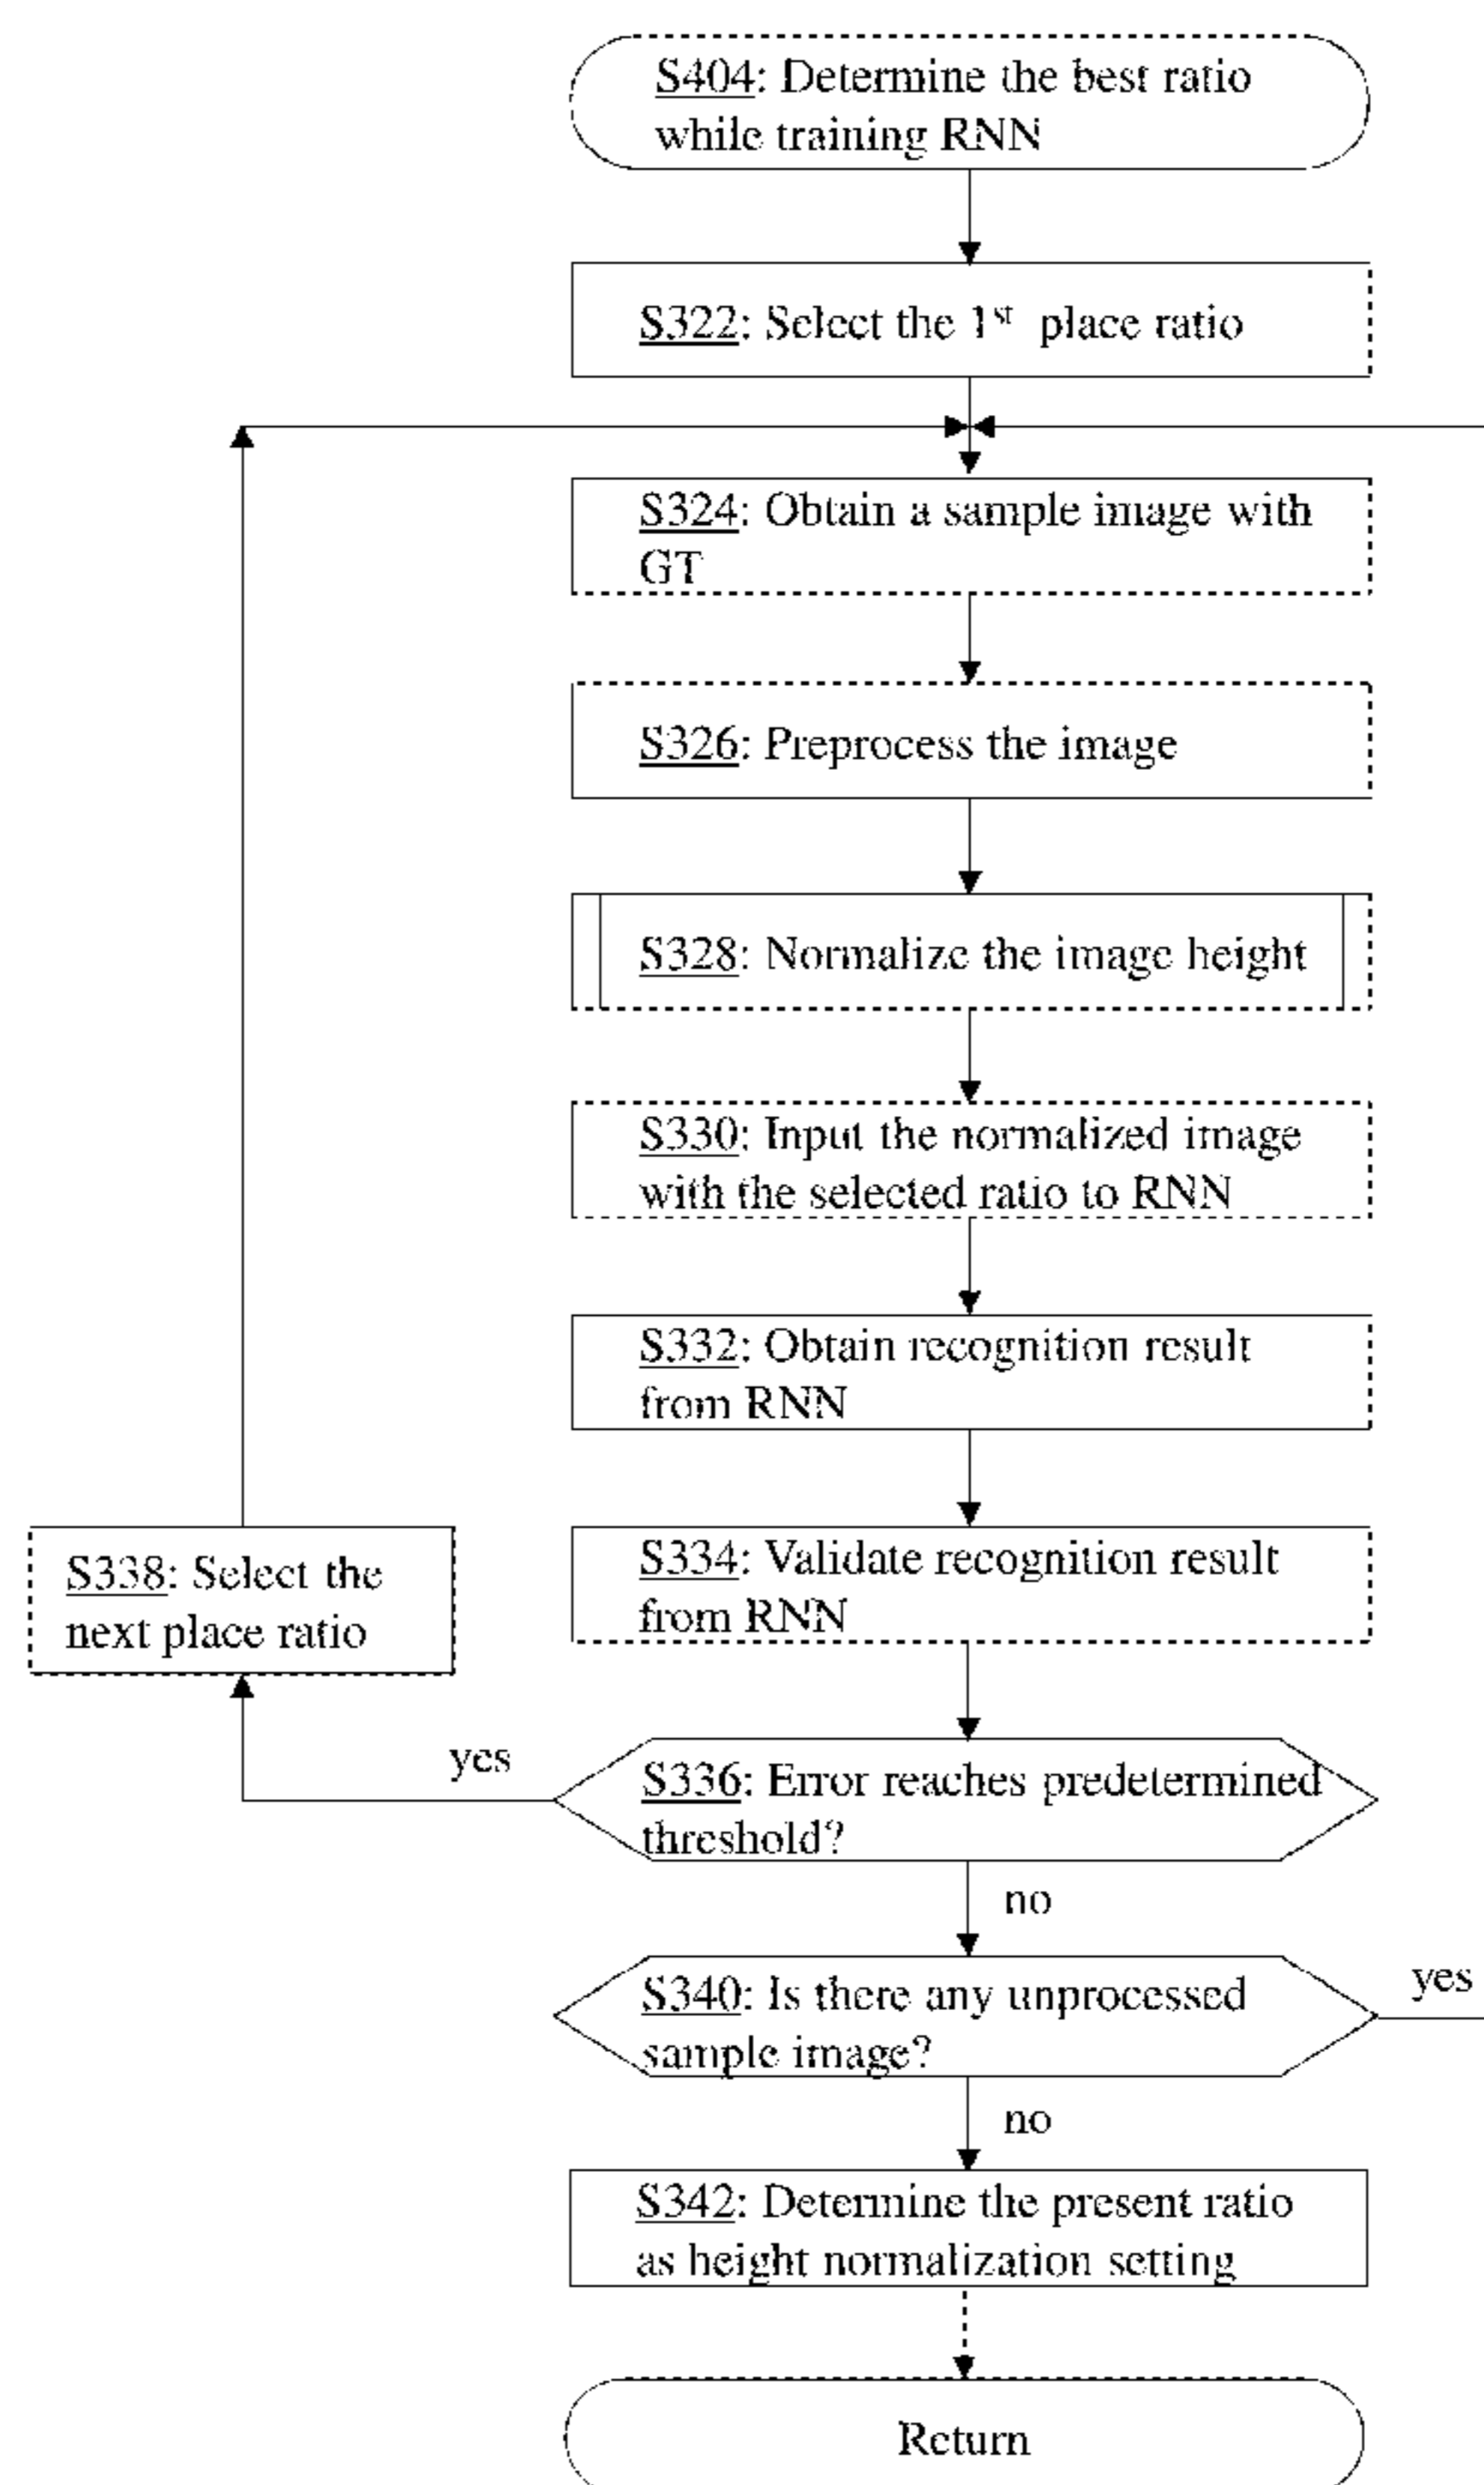 S404: Determine the best ratio
while training RNN
S322: Select the 1st place ratio
S324: Obtain a sample image with
GT
S326: Preprocess the image
S328: Normalize the image height
S330: Input the normalized image
with the selected ratio to RNN
S332: Obtain recognition result
from RNN
S334: Validate recognition result
from RNN
S338: Select the
next place ratio
yes
S336: Error reaches predetermined
threshold?
no
S340: Is there any unprocessed
sample image?
yes
no
S342: Determine the present ratio
as height normalization setting
Return